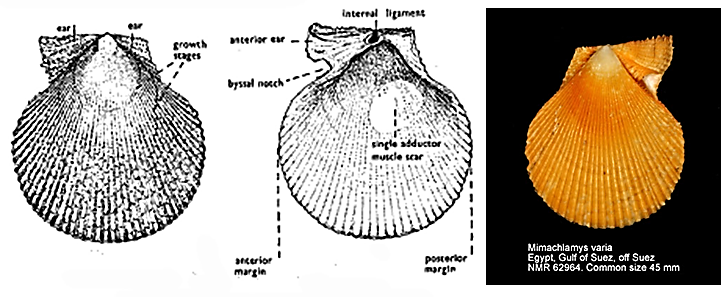 ear
ear
growth
stages
internal ligament
anterior ear
byssal notch
single adductor
muscle scar
anterior
margin
posterior
margin
Mimachlamys varia
Egypt, Gulf of Suez, off Suez
NMR 62964. Common size 45 mm